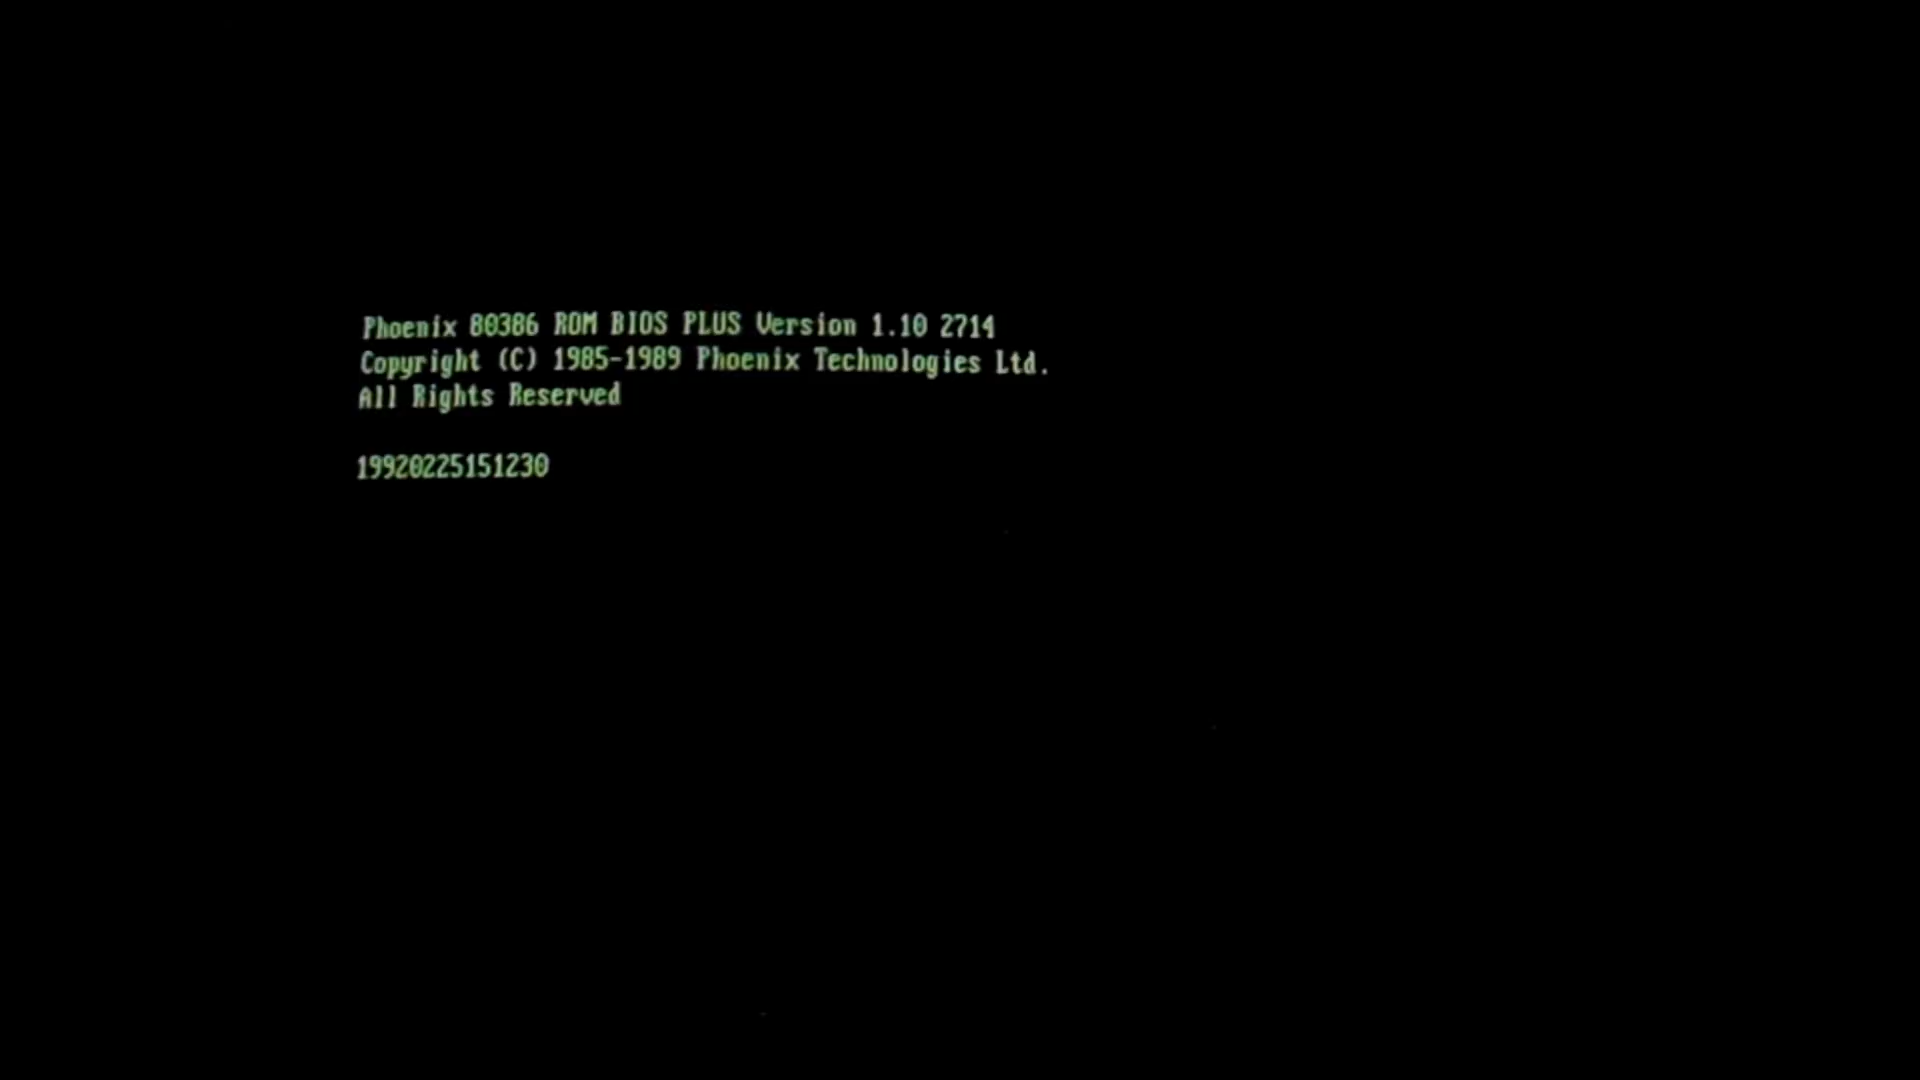 Phoenix 80386 ROM BIOS PLUS Version 1.10 2714
Copyright (C) 1985-1989 Phoenix Technologies Ltd.
All Rights Reserved
19920225151230